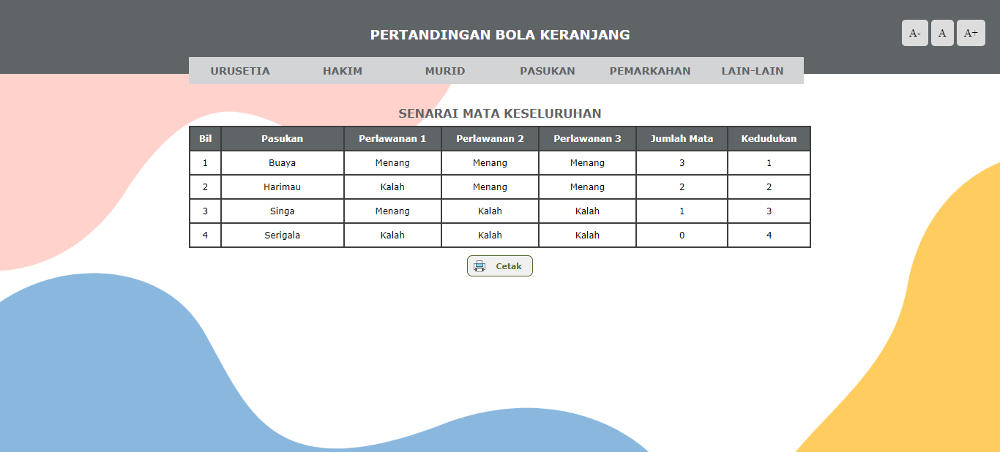 PERTANDINGAN BOLA KERANJANG
A- A A+
URUSETIA HAKIM MURID PASUKAN PEMARKAHAN LAIN-LAIN
SENARAI MATA KESELURUHAN
Bil Pasukan Perlawanan 1 Perlawanan 2 Perlawanan 3 Jumlah Mata Kedudukan
1 Buaya Menang Menang Menang 3 1
2 Harimau Kalah Menang Menang 2 2
3 Singa Menang Kalah Kalah 1 3
4 Serigala Kalah Kalah Kalah 0 4
Cetak